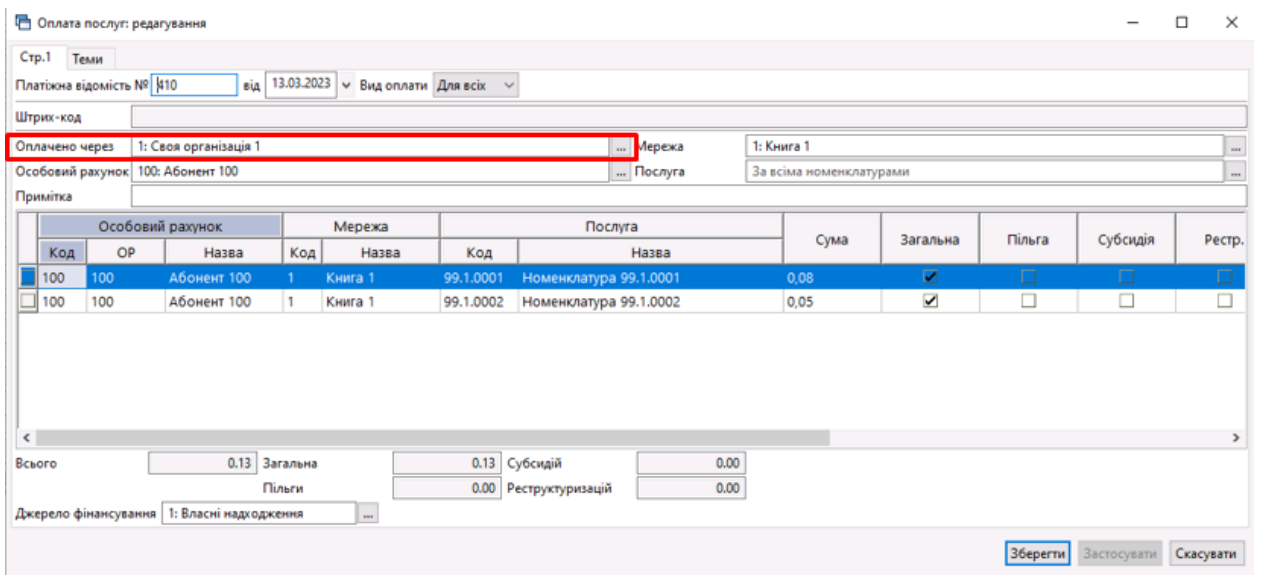 Оплата послуг: редагування
Стр.1 Теми
Платіжна відомість № 410 від 13.03.2023 Вид оплати Для всіх
Штрих-код
Оплачено через 1: Своя організація 1 ... Мережа 1: Книга 1 ...
Особовий рахунок 100: Абонент 100 ... Послуга За всіма номенклатурами ...
Примітка
Особовий рахунок Мережа Послуга Сума Загальна Пільга Субсидія Рестр.
Код ОР Назва Код Назва Код Назва
100 100 Абонент 100 1 Книга 1 99.1.0001 Номенклатура 99.1.0001 0,08
100 100 Абонент 100 1 Книга 1 99.1.0002 Номенклатура 99.1.0002 0,05
Всього 0.13 Загальна 0.13 Субсидій 0.00
Пільги 0.00 Реструктуризацій 0.00
Джерело фінансування 1: Власні надходження ...
Зберегти Застосувати Скасувати